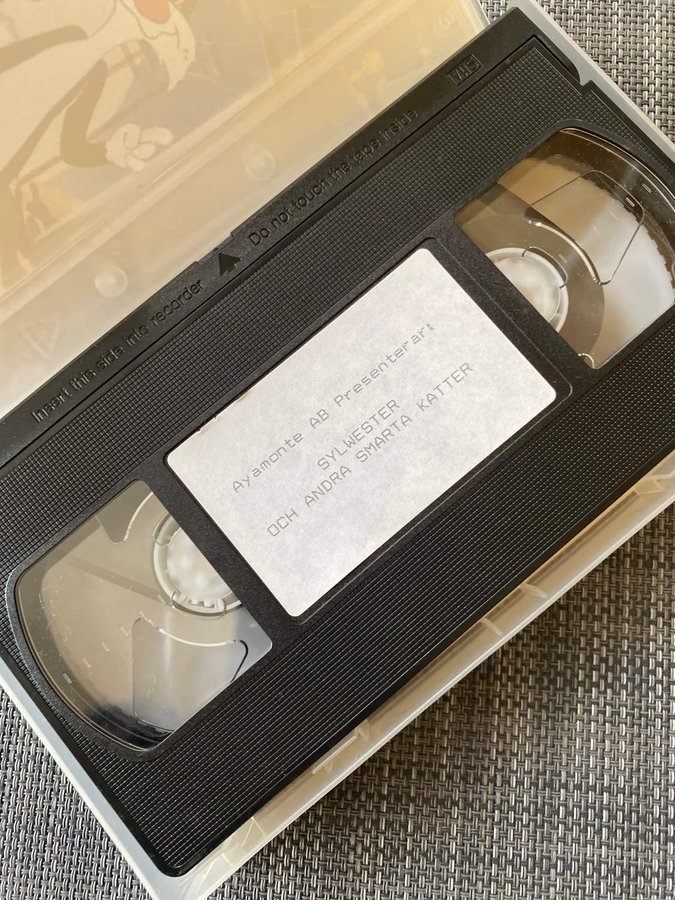 VHS
Insert this side into recorder ▲ Do not touch the tape inside
Ayamonte AB Presenterar:
SYLWESTER
OCH ANDRA SMARTA KATTER